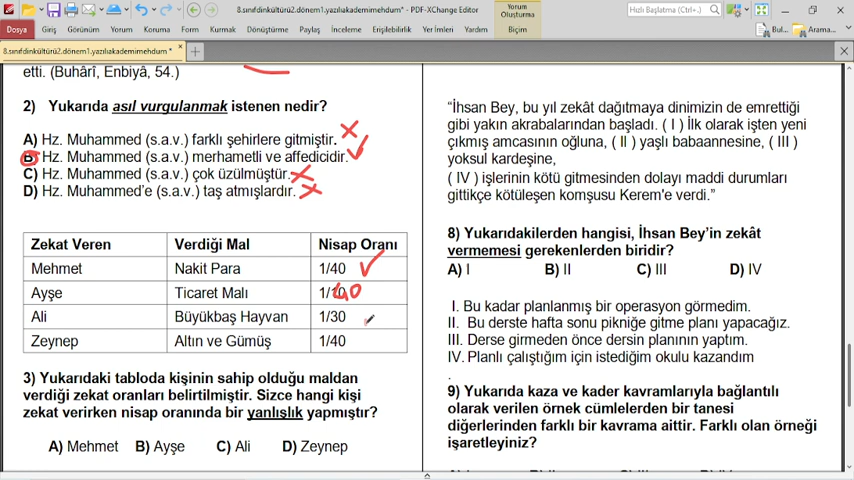 8.sınıfdinkültürü2.dönem1.yazılıakademimehdum* - PDF-XChange Editor
Yorum Oluşturma
Hızlı Başlatma (Ctrl+.)
Dosya Giriş Görünüm Yorum Koruma Form Kurmak Dönüştürme Paylaş İnceleme Erişilebilirlik Yer İmleri Yardım Biçim Bul... Arama...
8.sınıfdinkültürü2.dönem1.yazılıakademimehdum *
etti. (Buhârî, Enbiyâ, 54.)
2) Yukarıda asıl vurgulanmak istenen nedir?
A) Hz. Muhammed (s.a.v.) farklı şehirlere gitmiştir.
B) Hz. Muhammed (s.a.v.) merhametli ve affedicidir.
C) Hz. Muhammed (s.a.v.) çok üzülmüştür.
D) Hz. Muhammed'e (s.a.v.) taş atmışlardır.
Zekat Veren Verdiği Mal Nisap Oranı
Mehmet Nakit Para 1/40
Ayşe Ticaret Malı 1/10 40
Ali Büyükbaş Hayvan 1/30
Zeynep Altın ve Gümüş 1/40
3) Yukarıdaki tabloda kişinin sahip olduğu maldan
verdiği zekat oranları belirtilmiştir. Sizce hangi kişi
zekat verirken nisap oranında bir yanlışlık yapmıştır?
A) Mehmet B) Ayşe C) Ali D) Zeynep
"İhsan Bey, bu yıl zekât dağıtmaya dinimizin de emrettiği
gibi yakın akrabalarından başladı. ( I ) İlk olarak işten yeni
çıkmış amcasının oğluna, ( II ) yaşlı babaannesine, ( III )
yoksul kardeşine,
( IV ) işlerinin kötü gitmesinden dolayı maddi durumları
gittikçe kötüleşen komşusu Kerem'e verdi."
8) Yukarıdakilerden hangisi, İhsan Bey'in zekât
vermemesi gerekenlerden biridir?
A) I B) II C) III D) IV
I. Bu kadar planlanmış bir operasyon görmedim.
II. Bu derste hafta sonu pikniğe gitme planı yapacağız.
III. Derse girmeden önce dersin planının yaptım.
IV. Planlı çalıştığım için istediğim okulu kazandım
.
9) Yukarıda kaza ve kader kavramlarıyla bağlantılı
olarak verilen örnek cümlelerden bir tanesi
diğerlerinden farklı bir kavrama aittir. Farklı olan örneği
işaretleyiniz?